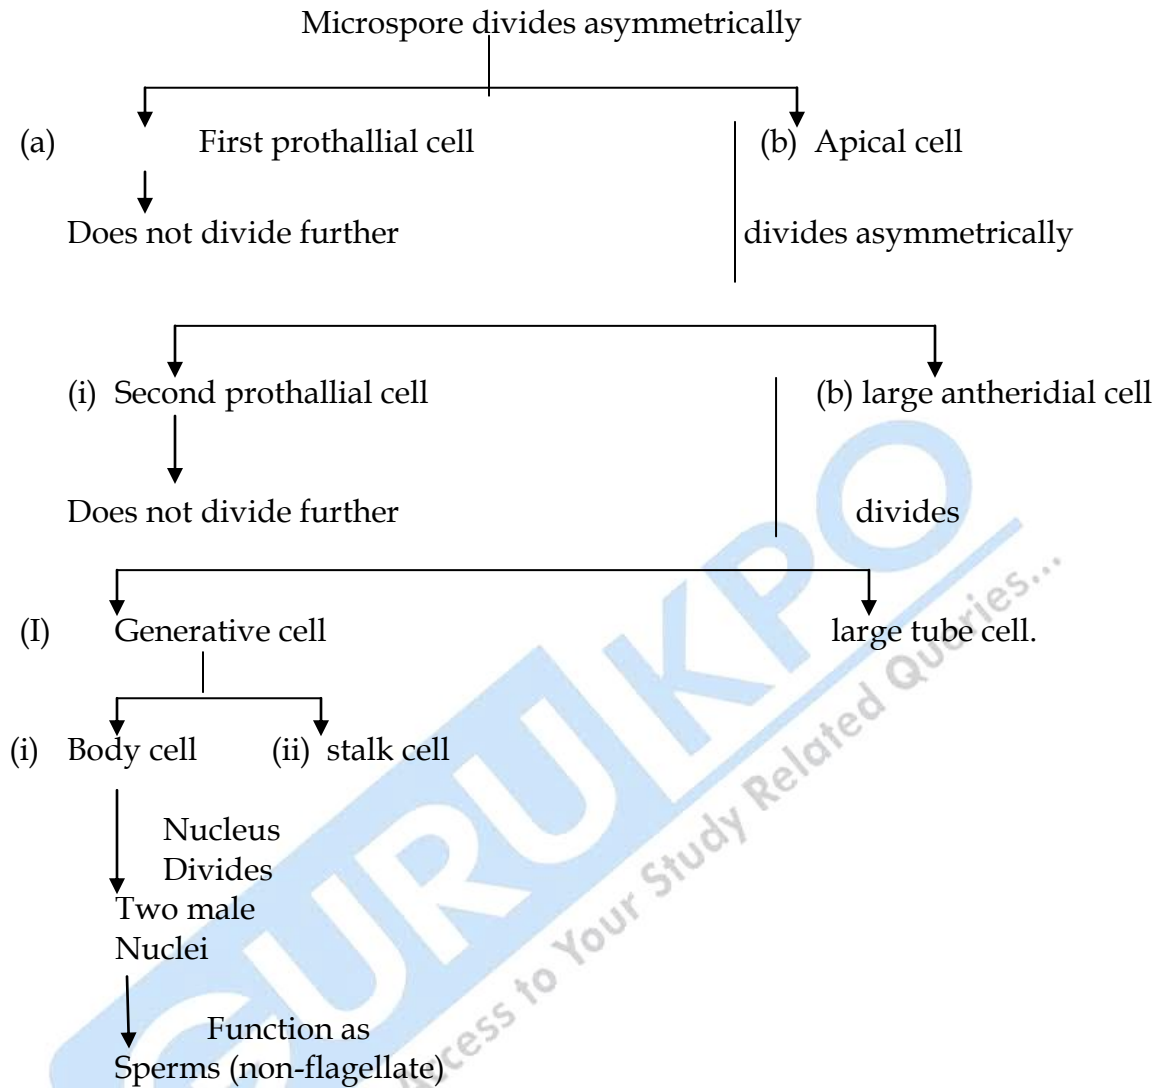 Microspore divides asymmetrically
(a) First prothallial cell (b) Apical cell
Does not divide further divides asymmetrically
(i) Second prothallial cell (b) large antheridial cell
Does not divide further divides
(I) Generative cell large tube cell.
(i) Body cell (ii) stalk cell
Nucleus
Divides
Two male
Nuclei
Function as
Sperms (non-flagellate)
GURUKPO
Access to Your Study Related Queries...